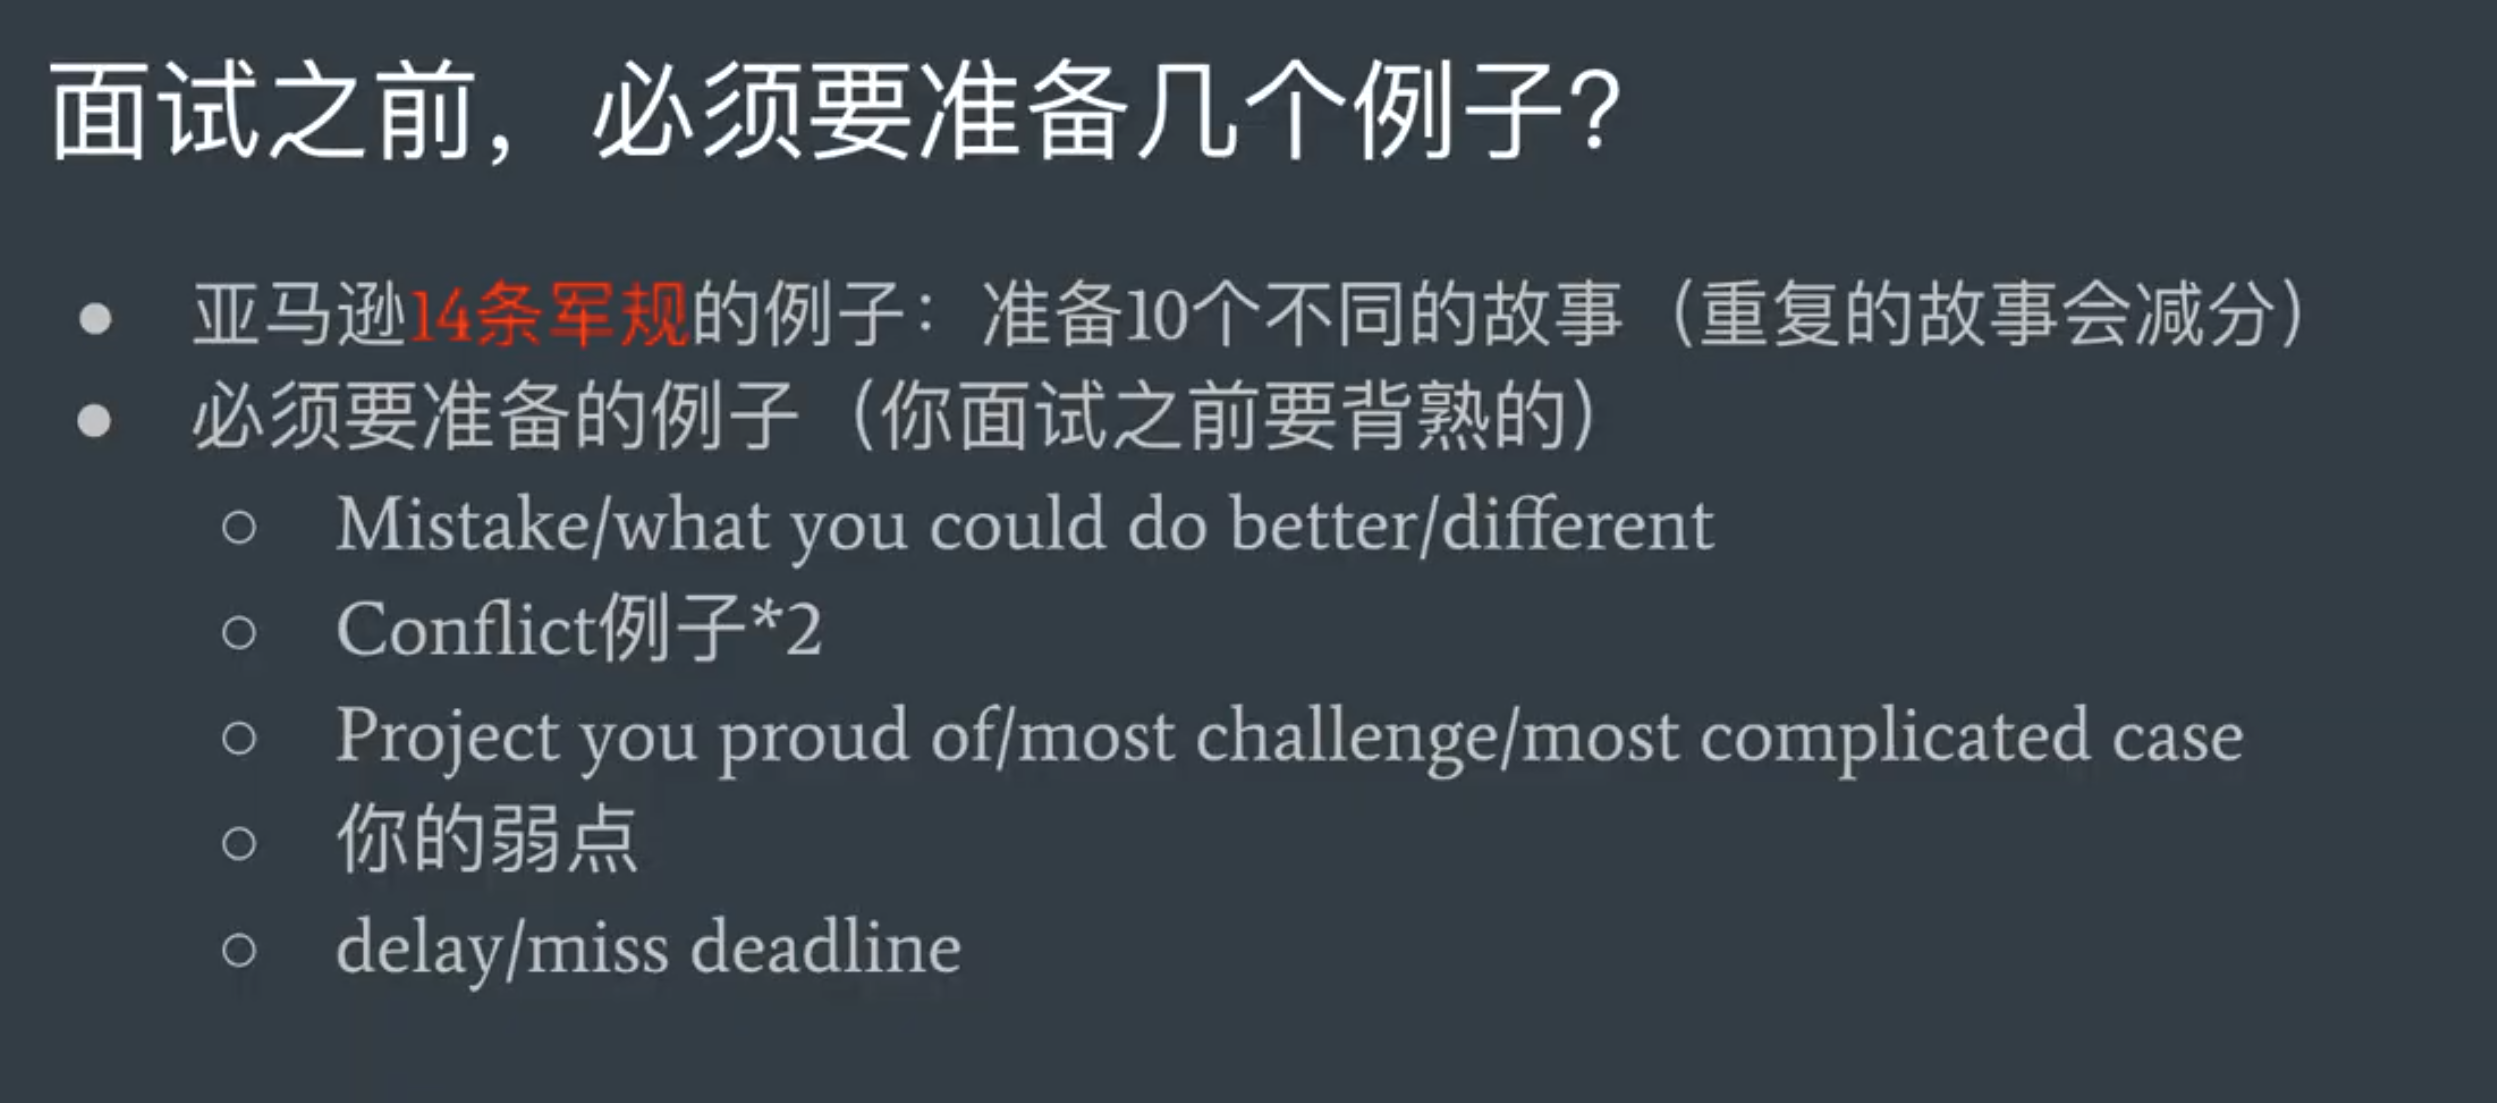 面试之前，必须要准备几个例子？
● 亚马逊14条军规的例子：准备10个不同的故事（重复的故事会减分）
● 必须要准备的例子（你面试之前要背熟的）
○ Mistake/what you could do better/different
○ Conflict例子*2
○ Project you proud of/most challenge/most complicated case
○ 你的弱点
○ delay/miss deadline